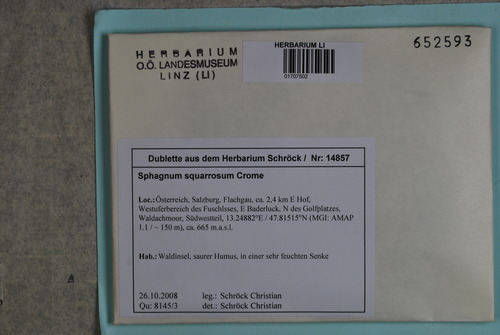 HERBARIUM
O.Ö. LANDESMUSEUM
LINZ (LI)
HERBARIUM LI
01707502
652593
Dublette aus dem Herbarium Schröck / Nr: 14857
Sphagnum squarrosum Crome
Loc.:Österreich, Salzburg, Flachgau, ca. 2,4 km E Hof,
Westuferbereich des Fuschlsses, E Baderluck, N des Golfplatzes,
Waldachmoor, Südwestteil, 13.24882°E / 47.81515°N (MGI: AMAP
1.1 / ~ 150 m), ca. 665 m.a.s.l.
Hab.: Waldinsel, saurer Humus, in einer sehr feuchten Senke
26.10.2008 leg.: Schröck Christian
Qu: 8145/3 det.: Schröck Christian